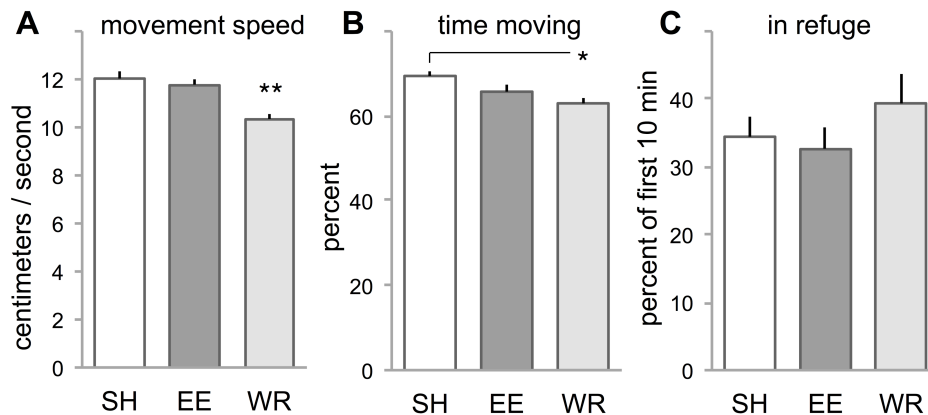 A movement speed
centimeters / second
12
10
8
6
4
2
0
**
SH EE WR
B time moving
percent
60
40
20
0
*
SH EE WR
C in refuge
percent of first 10 min
40
30
20
10
0
SH EE WR